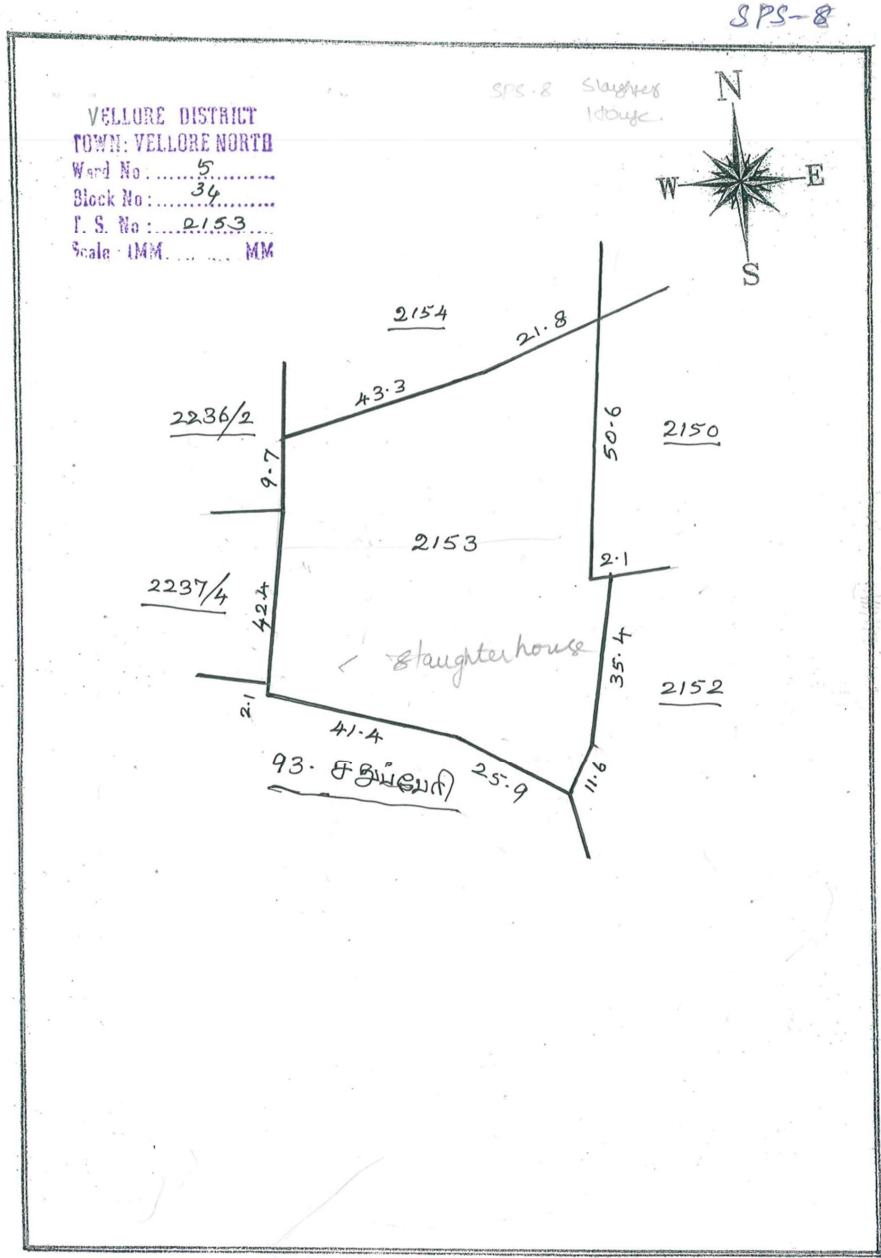 SPS-8.
SPS-8 Slaughter
House.
N
W
E
S
VELLORE DISTRICT
TOWN: VELLORE NORTH
Ward No: 5
Block No: 34
T. S. No: 2153
Scale 1MM. MM
2154
21.8
43.3
2236/2
9.7
50.6
2150
2153
2.1
2237/4
42.4
slaughterhouse
35.4
2152
2.1
41.4
93. சதுப்பேரி
25.9
11.6